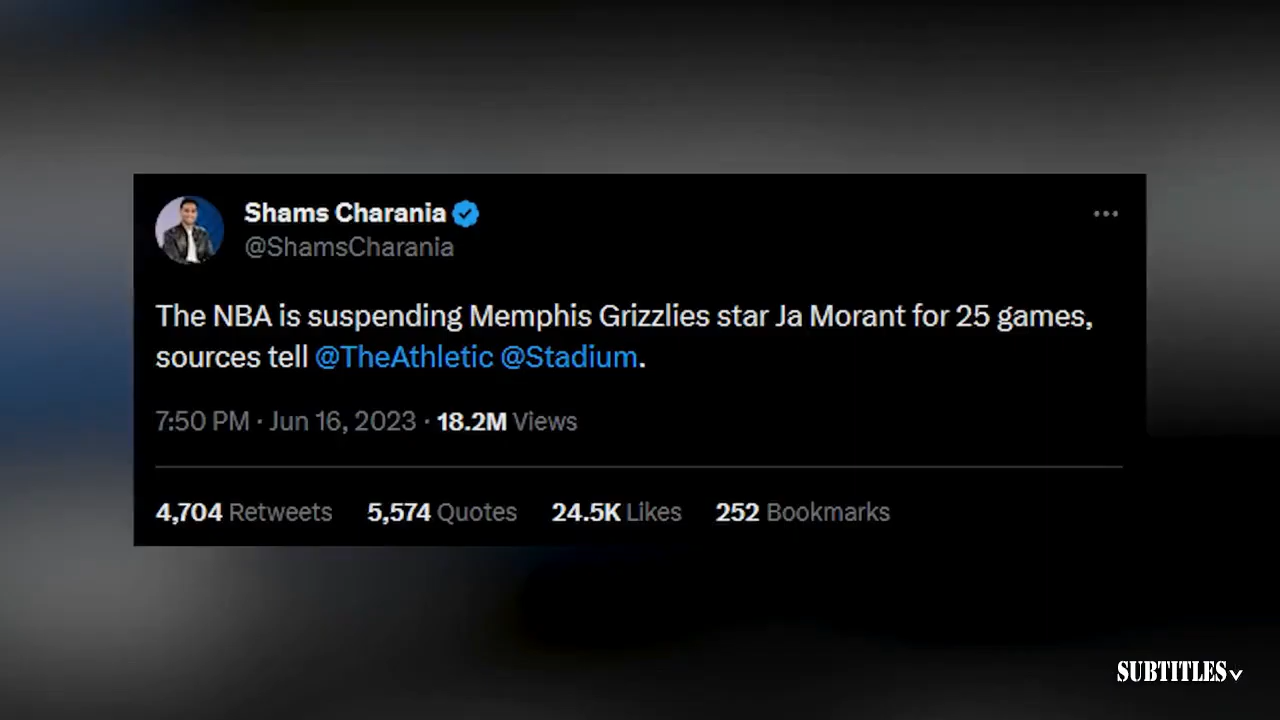 Shams Charania
@ShamsCharania
The NBA is suspending Memphis Grizzlies star Ja Morant for 25 games,
sources tell @TheAthletic @Stadium.
7:50 PM · Jun 16, 2023 · 18.2M Views
4,704 Retweets 5,574 Quotes 24.5K Likes 252 Bookmarks
SUBTITLES